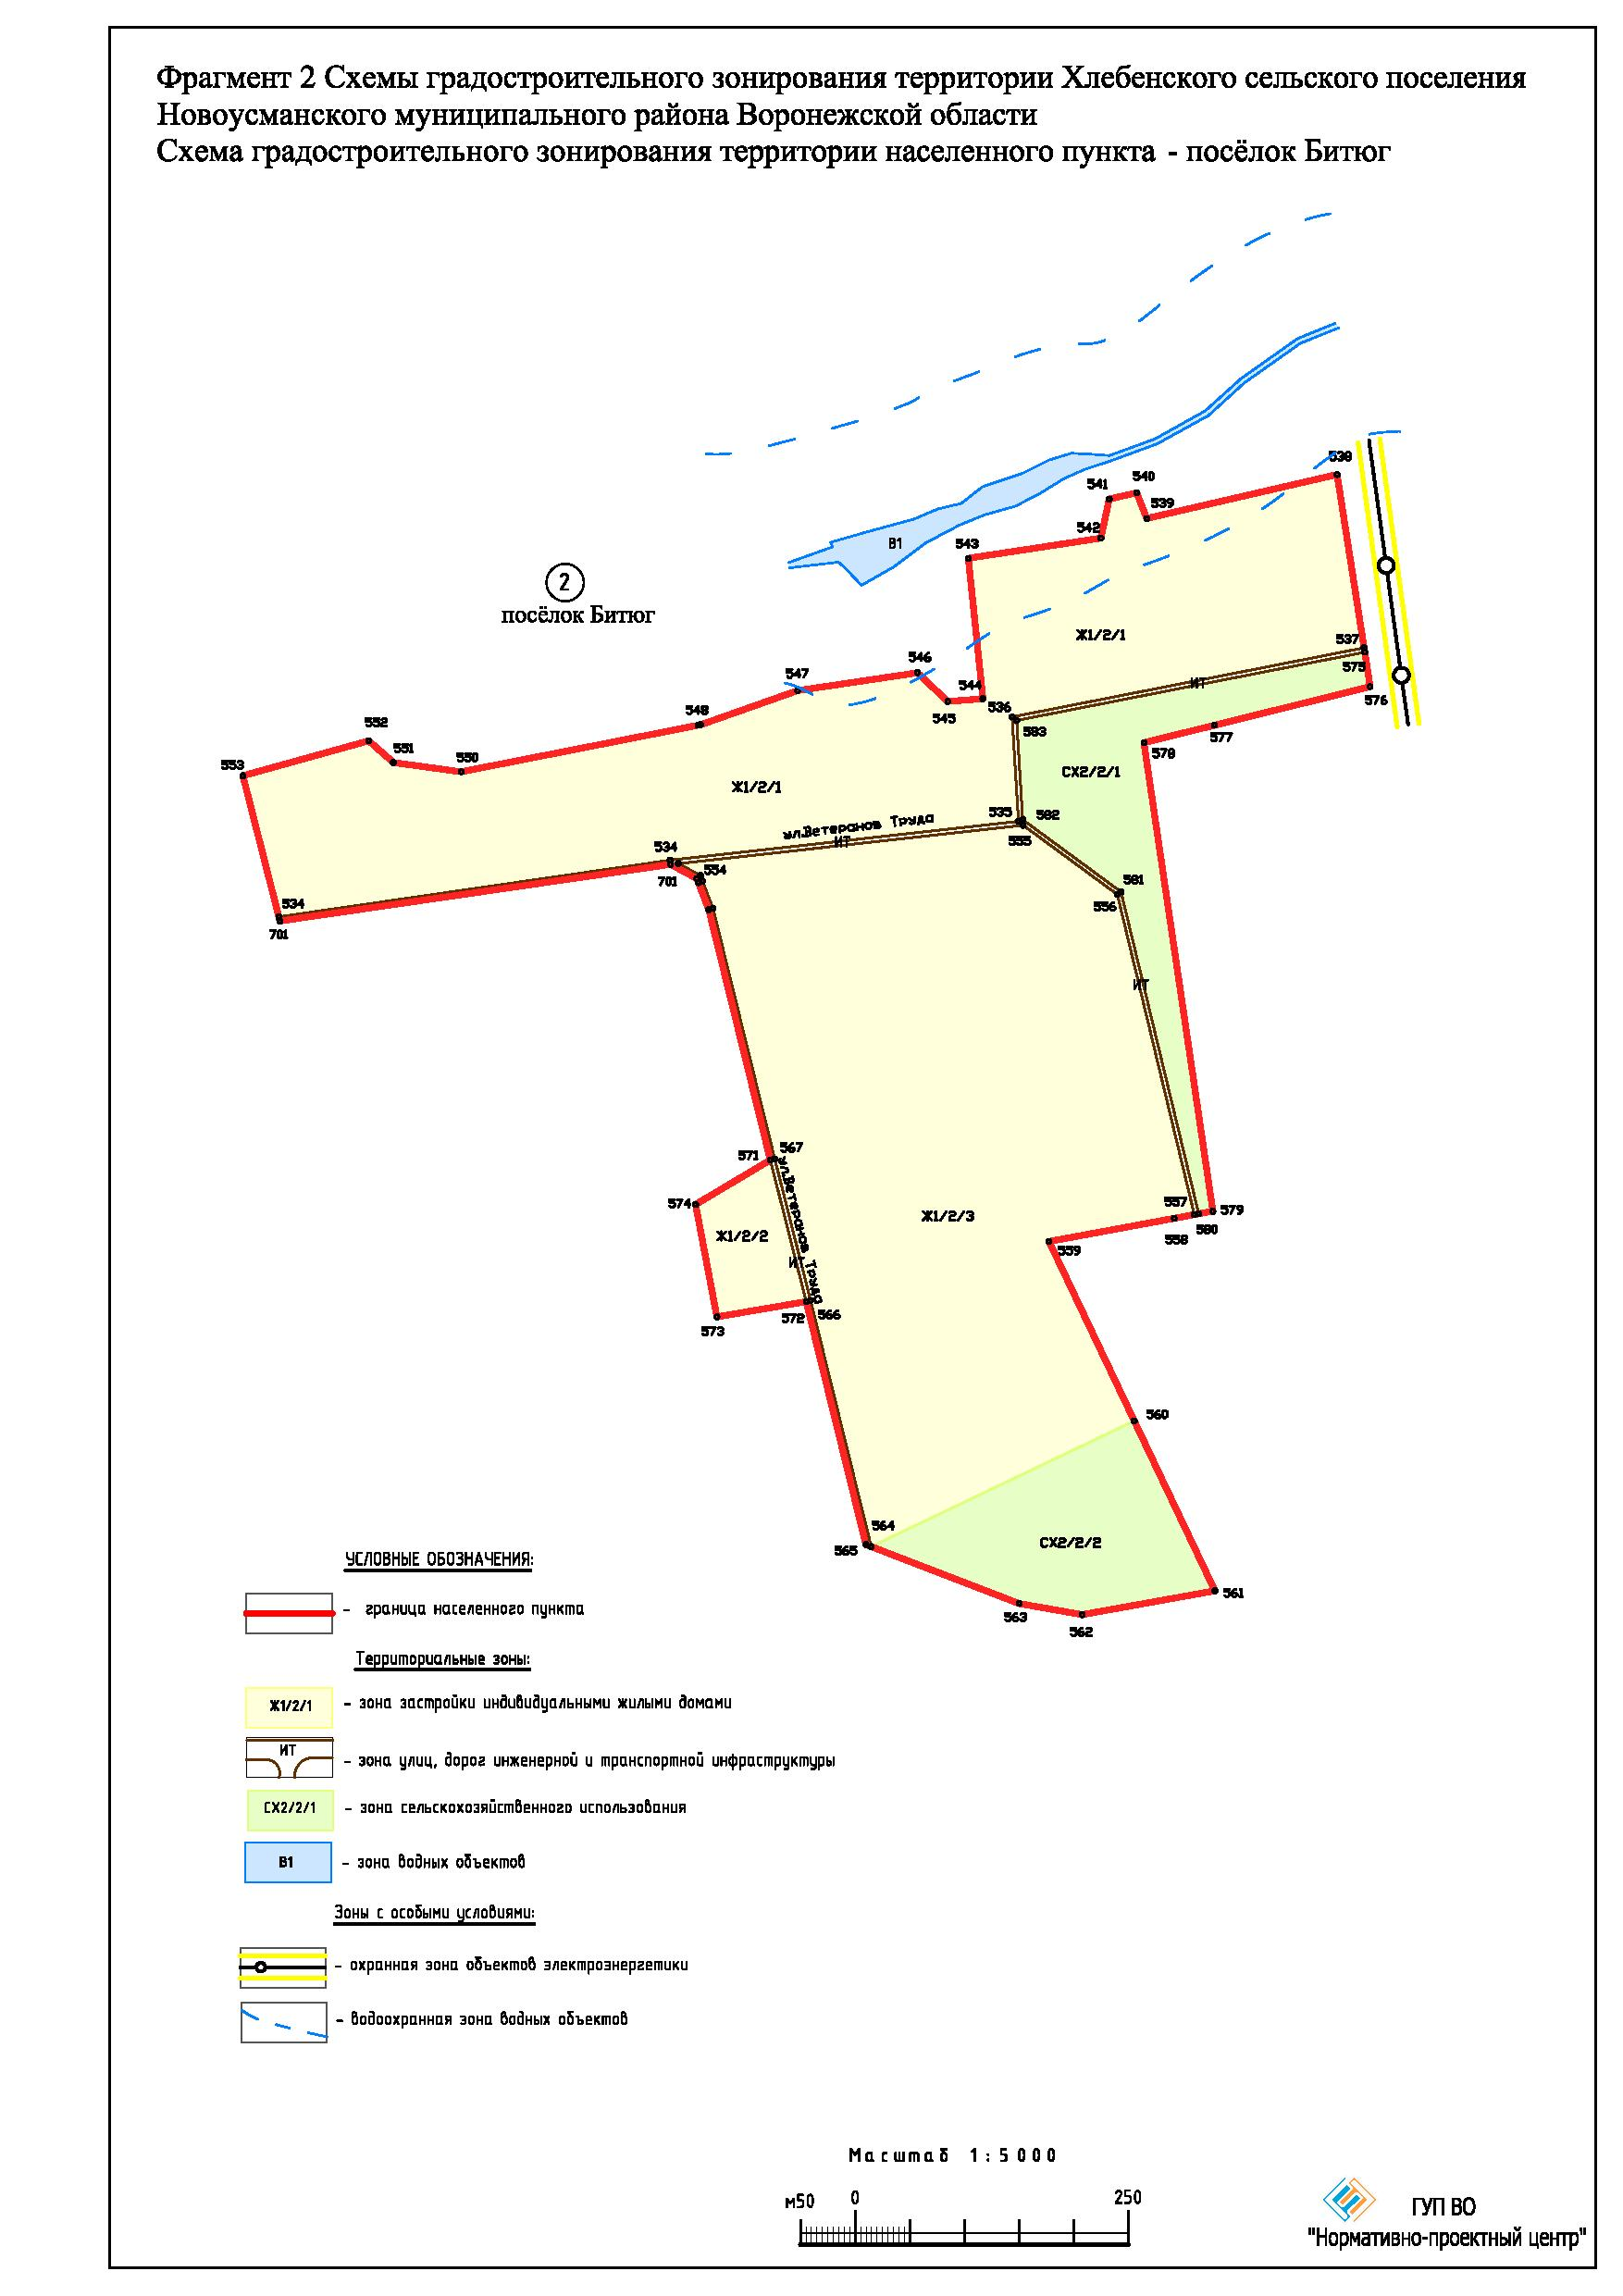 Фрагмент 2 Схемы градостроительного зонирования территории Хлебенского сельского поселения
Новоусманского муниципального района Воронежской области
Схема градостроительного зонирования территории населенного пункта - посёлок Битюг
538
541
540
539
542
543
В1
2
посёлок Битюг
Ж1/2/1
537
575
546
547
544
ИТ
576
545
536
548
552
583
577
551
578
550
553
СХ2/2/1
Ж1/2/1
535
582
ул.Ветеранов Труда
ИТ
555
534
554
701
581
534
556
701
ИТ
567
571
ул.Ветеранов Труда
574
557
579
Ж1/2/3
558
580
Ж1/2/2
559
ИТ
572
566
573
560
564
СХ2/2/2
565
561
563
562
УСЛОВНЫЕ ОБОЗНАЧЕНИЯ:
- граница населенного пункта
Территориальные зоны:
Ж1/2/1 - зона застройки индивидуальными жилыми домами
ИТ - зона улиц, дорог инженерной и транспортной инфраструктуры
СХ2/2/1 - зона сельскохозяйственного использования
В1 - зона водных объектов
Зоны с особыми условиями:
- охранная зона объектов электроэнергетики
- водоохранная зона водных объектов
Масштаб 1:5000
м50 0 250
ГУП ВО
"Нормативно-проектный центр"